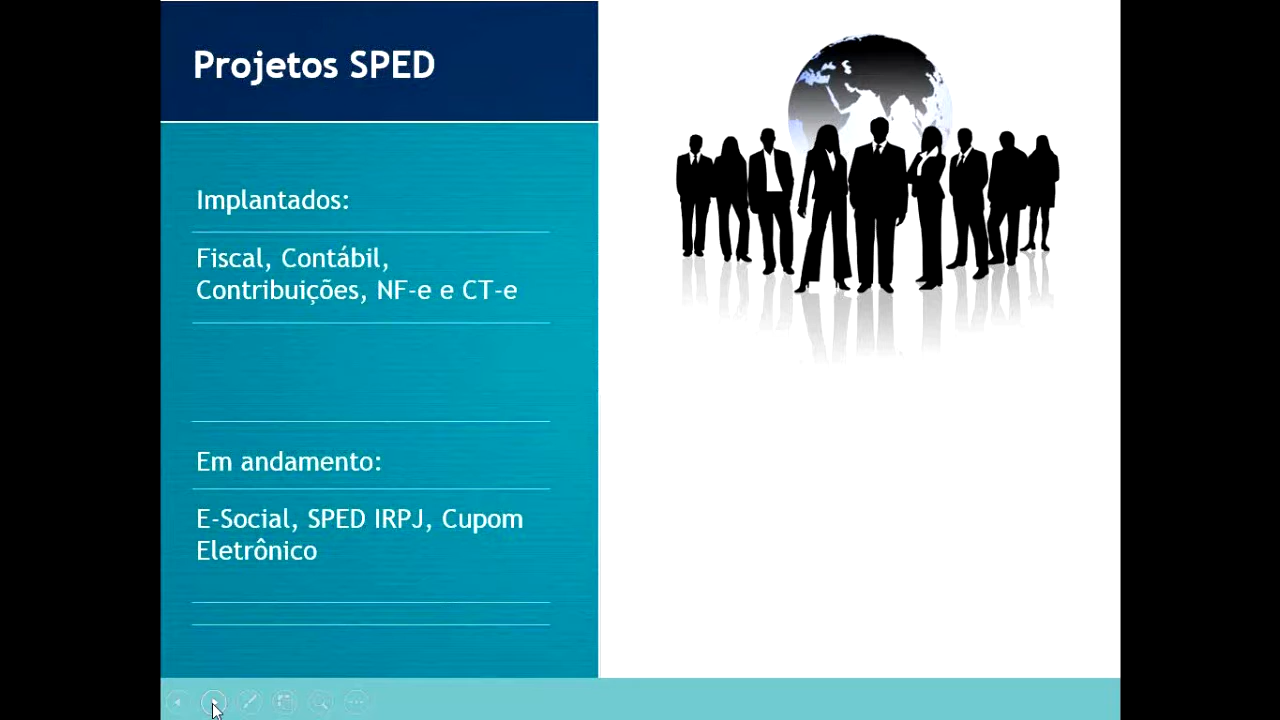 Projetos SPED
Implantados:
Fiscal, Contábil,
Contribuições, NF-e e CT-e
Em andamento:
E-Social, SPED IRPJ, Cupom
Eletrônico